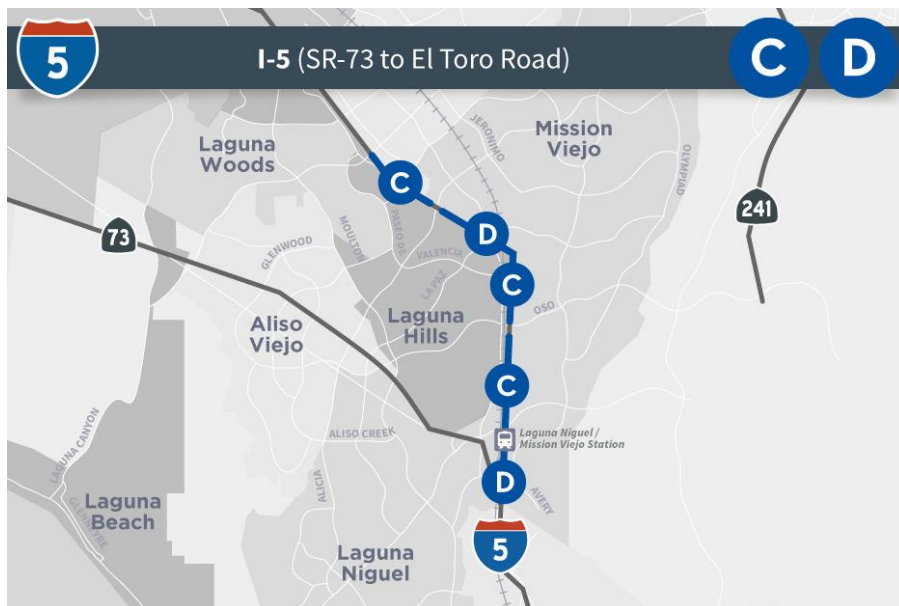 5
I-5 (SR-73 to El Toro Road)
C D
Laguna
Woods
Mission
Viejo
JERONIMO
OLYMPIAD
C
241
73
GLENWOOD
MOULTON
PASEO DE
VALENCIA
D
LA PAZ
C
OSO
Aliso
Viejo
Laguna
Hills
C
LAGUNA CANYON
ALISO CREEK
Laguna Niguel /
Mission Viejo Station
ALICIA
D
AVERY
Laguna
Beach
GLENNEYRE
5
Laguna
Niguel